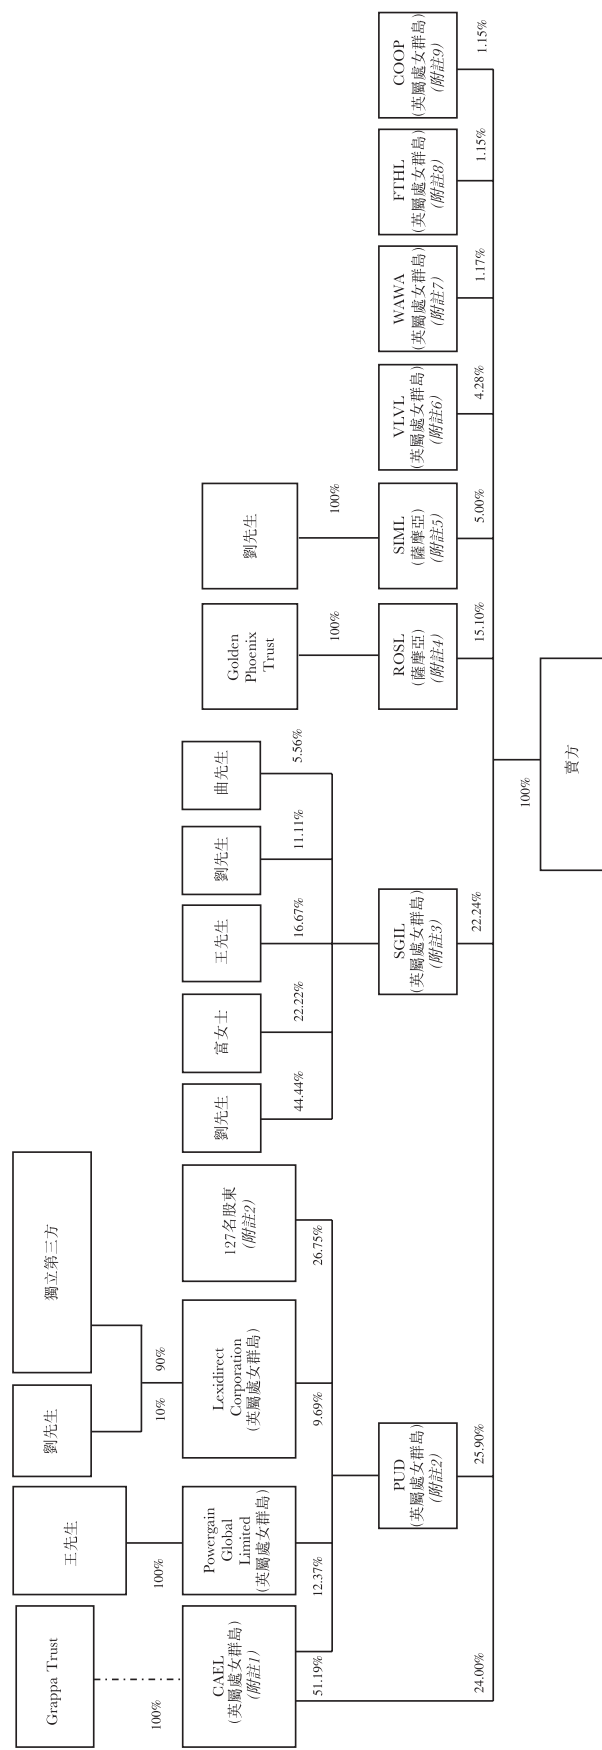 Grappa Trust
王先生
劉先生
獨立第三方
100%
100%
10%
90%
CAEL
(英屬處女群島)
(附註1)
Powergain
Global
Limited
(英屬處女群島)
Lexidirect
Corporation
(英屬處女群島)
127名股東
(附註2)
劉先生
富女士
王先生
劉先生
曲先生
Golden
Phoenix
Trust
劉先生
51.19%
12.37%
9.69%
26.75%
44.44%
22.22%
16.67%
11.11%
5.56%
100%
100%
PUD
(英屬處女群島)
(附註2)
SGIL
(英屬處女群島)
(附註3)
ROSL
(薩摩亞)
(附註4)
SIML
(薩摩亞)
(附註5)
VLVL
(英屬處女群島)
(附註6)
WAWA
(英屬處女群島)
(附註7)
FTHL
(英屬處女群島)
(附註8)
COOP
(英屬處女群島)
(附註9)
24.00%
25.90%
22.24%
15.10%
5.00%
4.28%
1.17%
1.15%
1.15%
100%
賣方